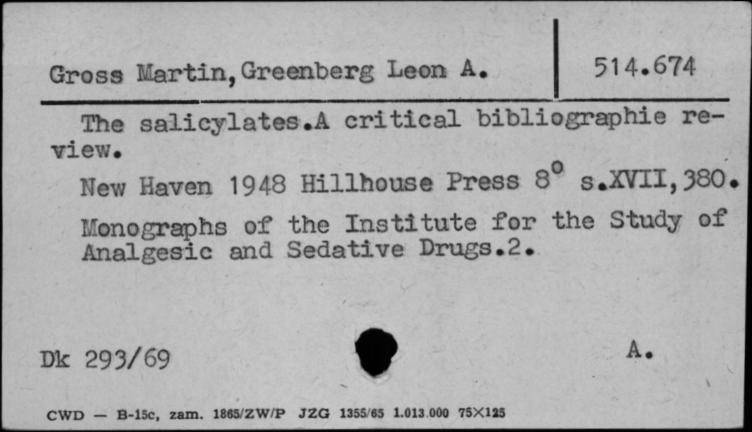 Gross Martin,Greenberg Leon A.
514.674
The salicylates.A critical bibliographie re-
view.
New Haven 1948 Hillhouse Press 8° s.XVII,380.
Monographs of the Institute for the Study of
Analgesic and Sedative Drugs.2.
Dk 293/69
A.
CWD — B-15c, zam. 1865/ZW/P JZG 1355/65 1.013.000 75×125